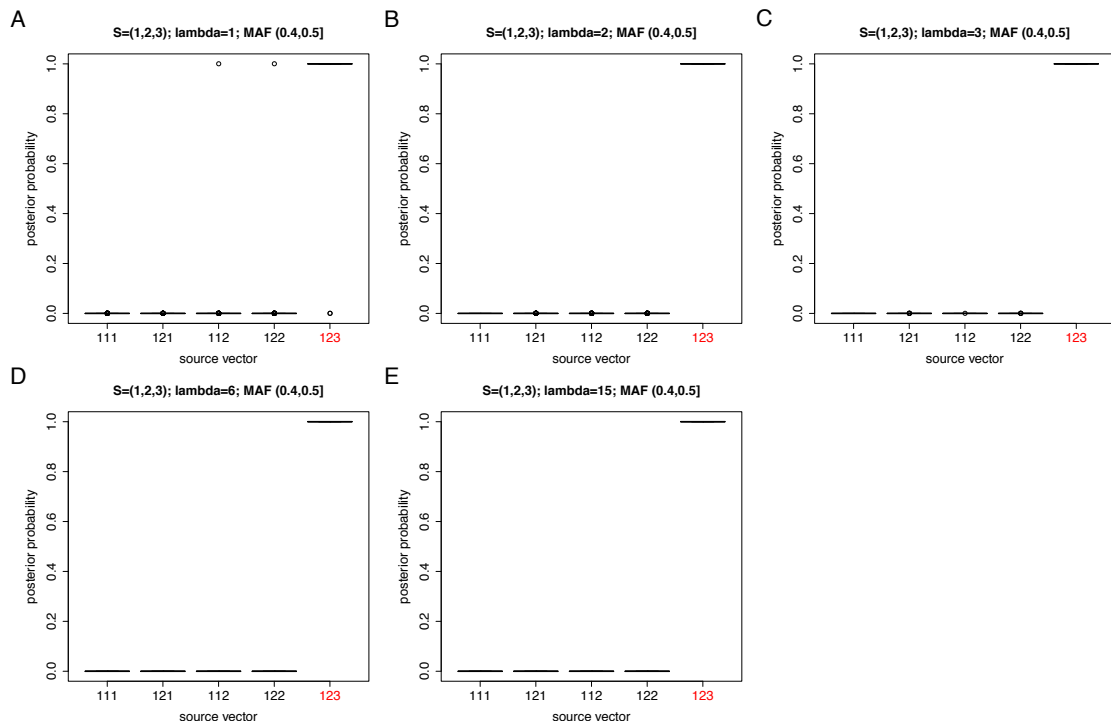 A
S=(1,2,3); lambda=1; MAF (0.4,0.5]
posterior probability
1.0
0.8
0.6
0.4
0.2
0.0
111 121 112 122 123
source vector
B
S=(1,2,3); lambda=2; MAF (0.4,0.5]
posterior probability
1.0
0.8
0.6
0.4
0.2
0.0
111 121 112 122 123
source vector
C
S=(1,2,3); lambda=3; MAF (0.4,0.5]
posterior probability
1.0
0.8
0.6
0.4
0.2
0.0
111 121 112 122 123
source vector
D
S=(1,2,3); lambda=6; MAF (0.4,0.5]
posterior probability
1.0
0.8
0.6
0.4
0.2
0.0
111 121 112 122 123
source vector
E
S=(1,2,3); lambda=15; MAF (0.4,0.5]
posterior probability
1.0
0.8
0.6
0.4
0.2
0.0
111 121 112 122 123
source vector